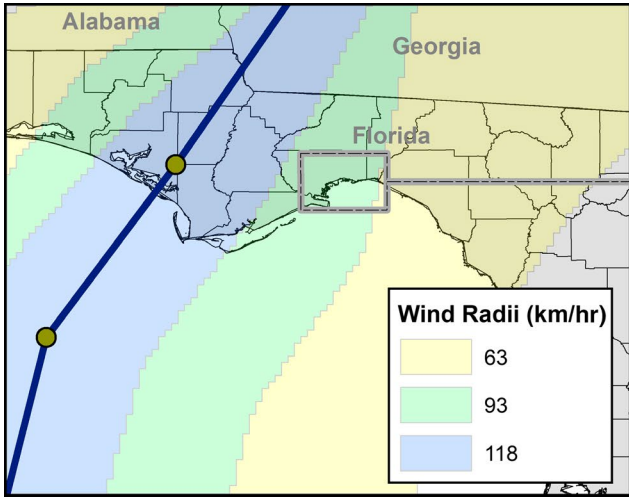 Alabama
Georgia
Florida
Wind Radii (km/hr)
63
93
118